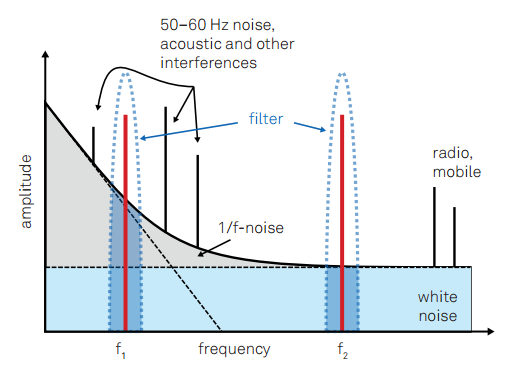 50–60 Hz noise,
acoustic and other
interferences
filter
radio,
mobile
amplitude
1/f-noise
white
noise
f1
frequency
f2